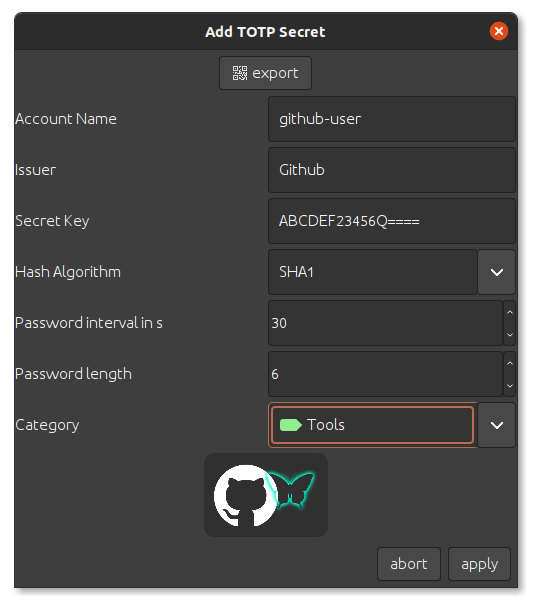 Add TOTP Secret
export
Account Name github-user
Issuer Github
Secret Key ABCDEF23456Q====
Hash Algorithm SHA1
Password interval in s 30
Password length 6
Category Tools
abort apply